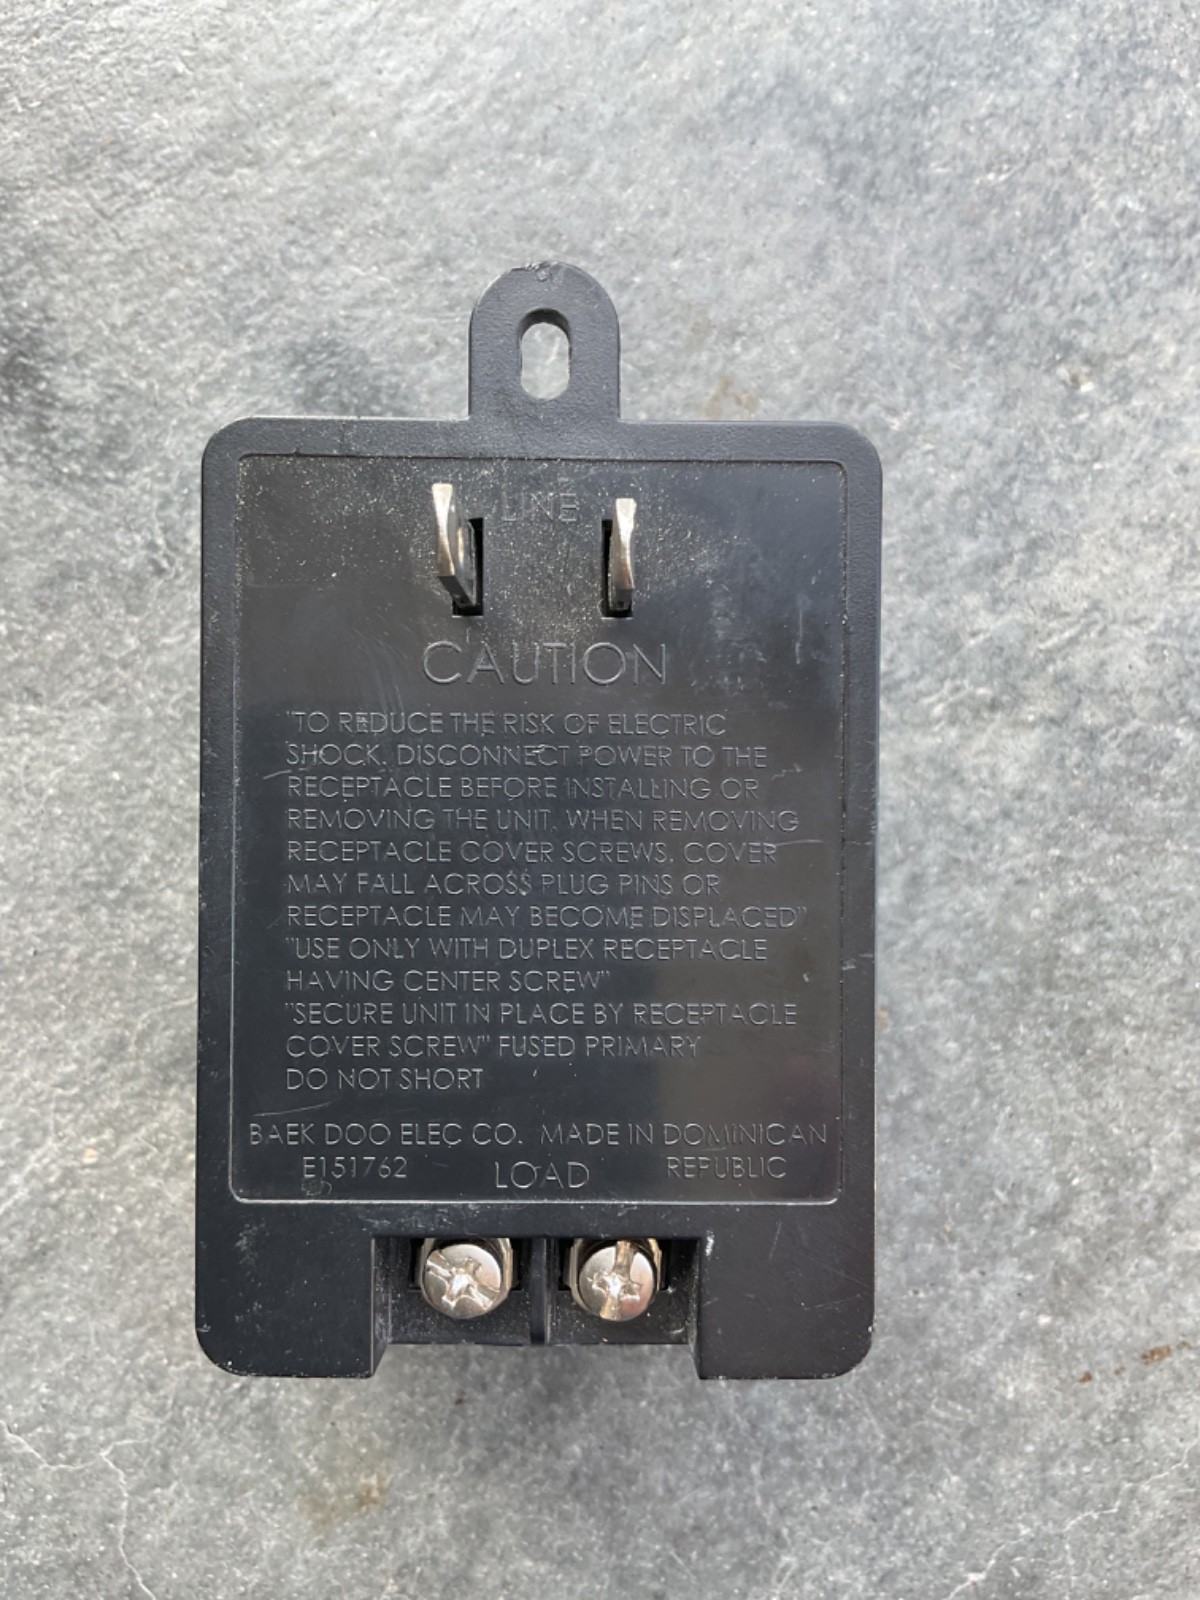 LINE
CAUTION
"TO REDUCE THE RISK OF ELECTRIC
SHOCK. DISCONNECT POWER TO THE
RECEPTACLE BEFORE INSTALLING OR
REMOVING THE UNIT. WHEN REMOVING
RECEPTACLE COVER SCREWS. COVER
MAY FALL ACROSS PLUG PINS OR
RECEPTACLE MAY BECOME DISPLACED"
"USE ONLY WITH DUPLEX RECEPTACLE
HAVING CENTER SCREW"
"SECURE UNIT IN PLACE BY RECEPTACLE
COVER SCREW" FUSED PRIMARY
DO NOT SHORT
BAEK DOO ELEC CO. MADE IN DOMINICAN
E151762 LOAD REPUBLIC